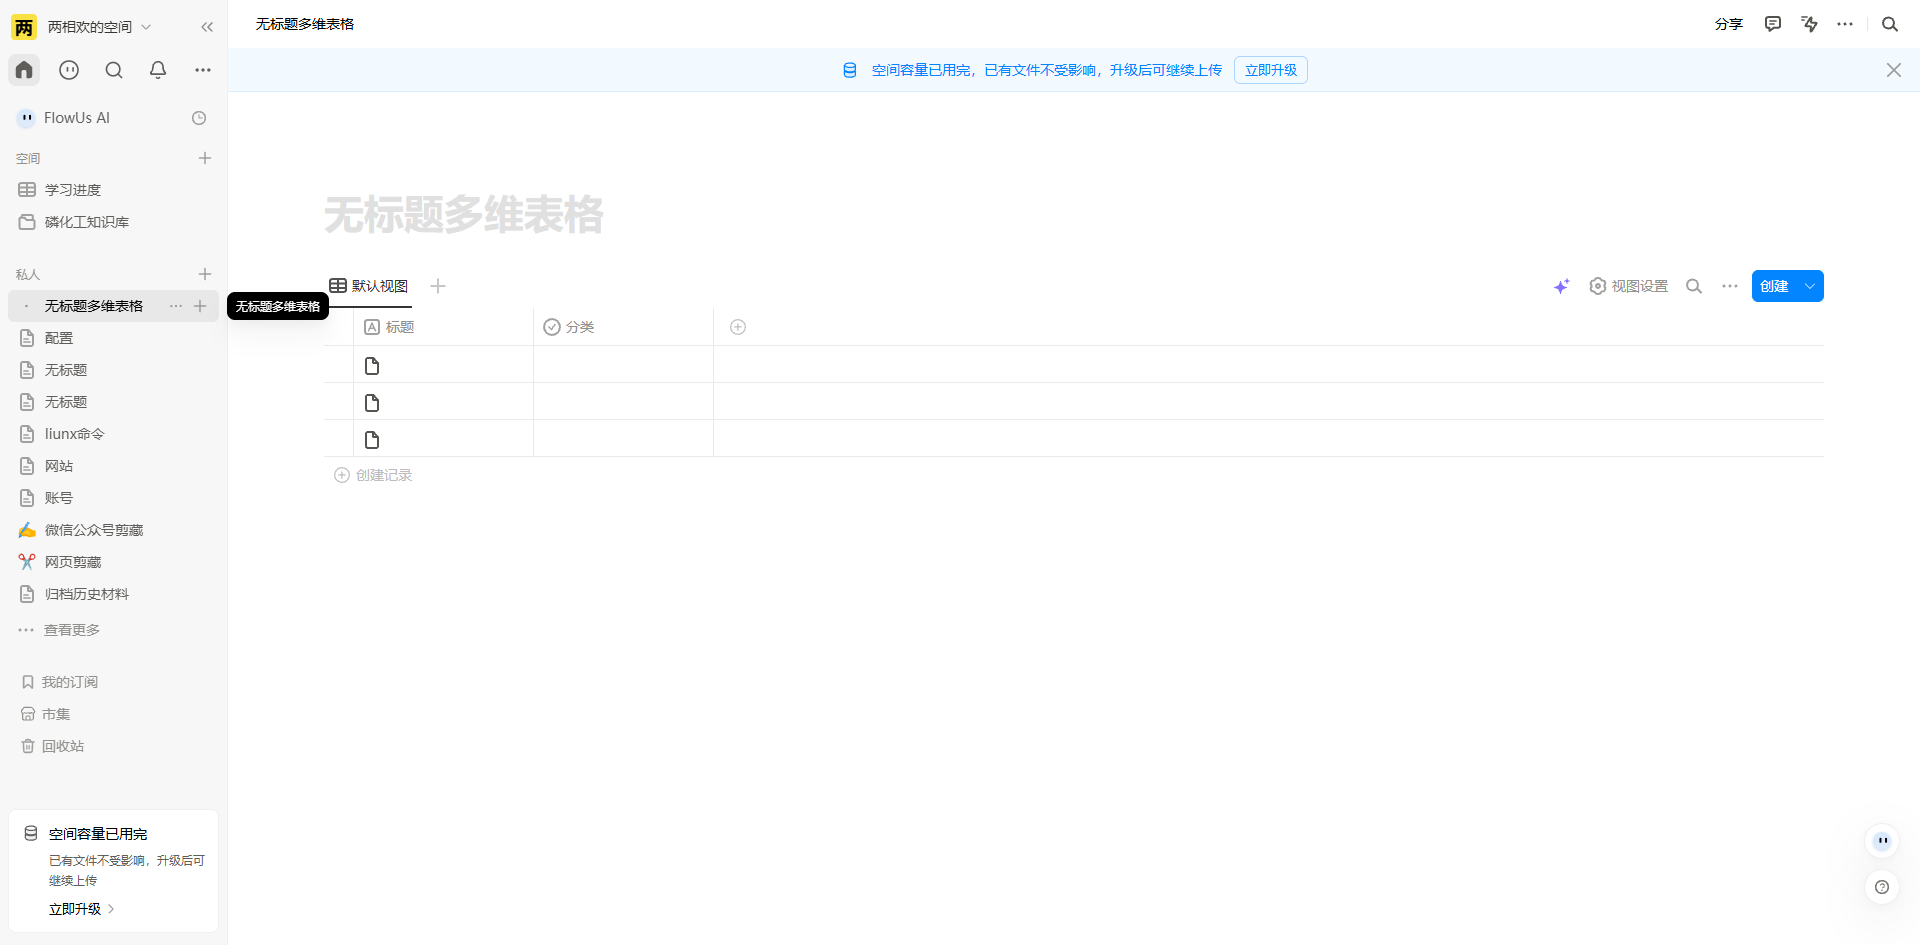 两 两相欢的空间
FlowUs AI
空间
学习进度
磷化工知识库
私人
无标题多维表格
配置
无标题
无标题
liunx命令
网站
账号
微信公众号剪藏
网页剪藏
归档历史材料
查看更多
我的订阅
市集
回收站
空间容量已用完
已有文件不受影响，升级后可
继续上传
立即升级
无标题多维表格
无标题多维表格
分享
空间容量已用完，已有文件不受影响，升级后可继续上传 立即升级
无标题多维表格
默认视图
视图设置
创建
标题 分类
创建记录